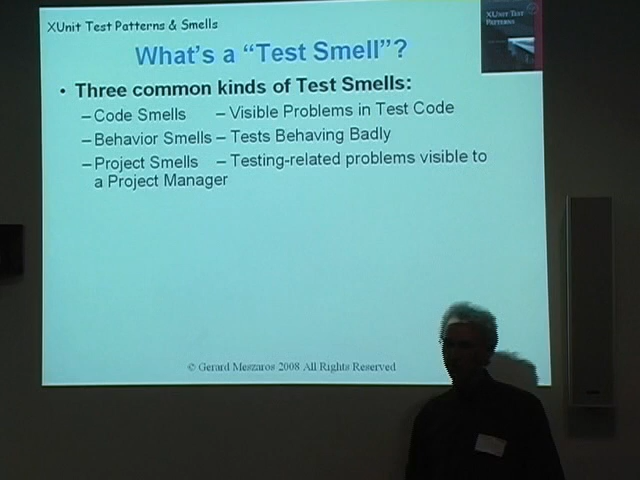 XUnit Test Patterns & Smells
XUNIT TEST
PATTERNS
What's a “Test Smell”?
• Three common kinds of Test Smells:
– Code Smells – Visible Problems in Test Code
– Behavior Smells – Tests Behaving Badly
– Project Smells – Testing-related problems visible to
a Project Manager
© Gerard Meszaros 2008 All Rights Reserved